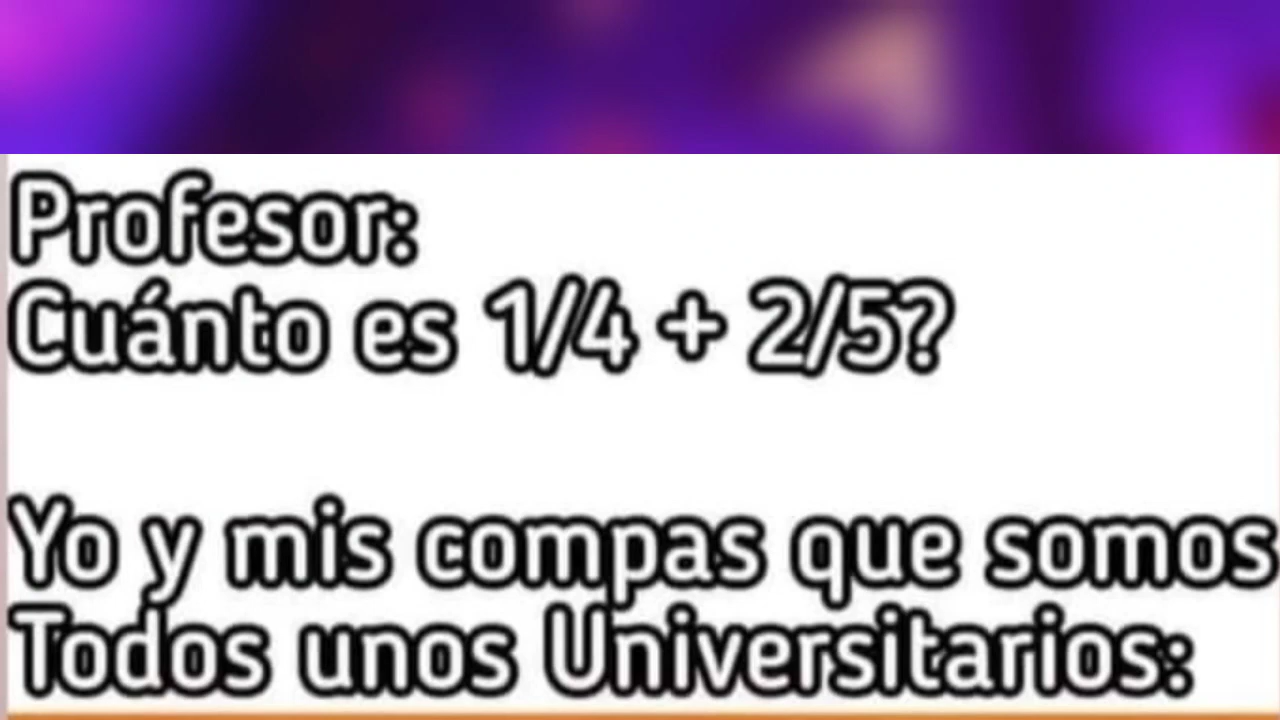 Profesor:
Cuánto es 1/4 + 2/5?
Yo y mis compas que somos
Todos unos Universitarios: